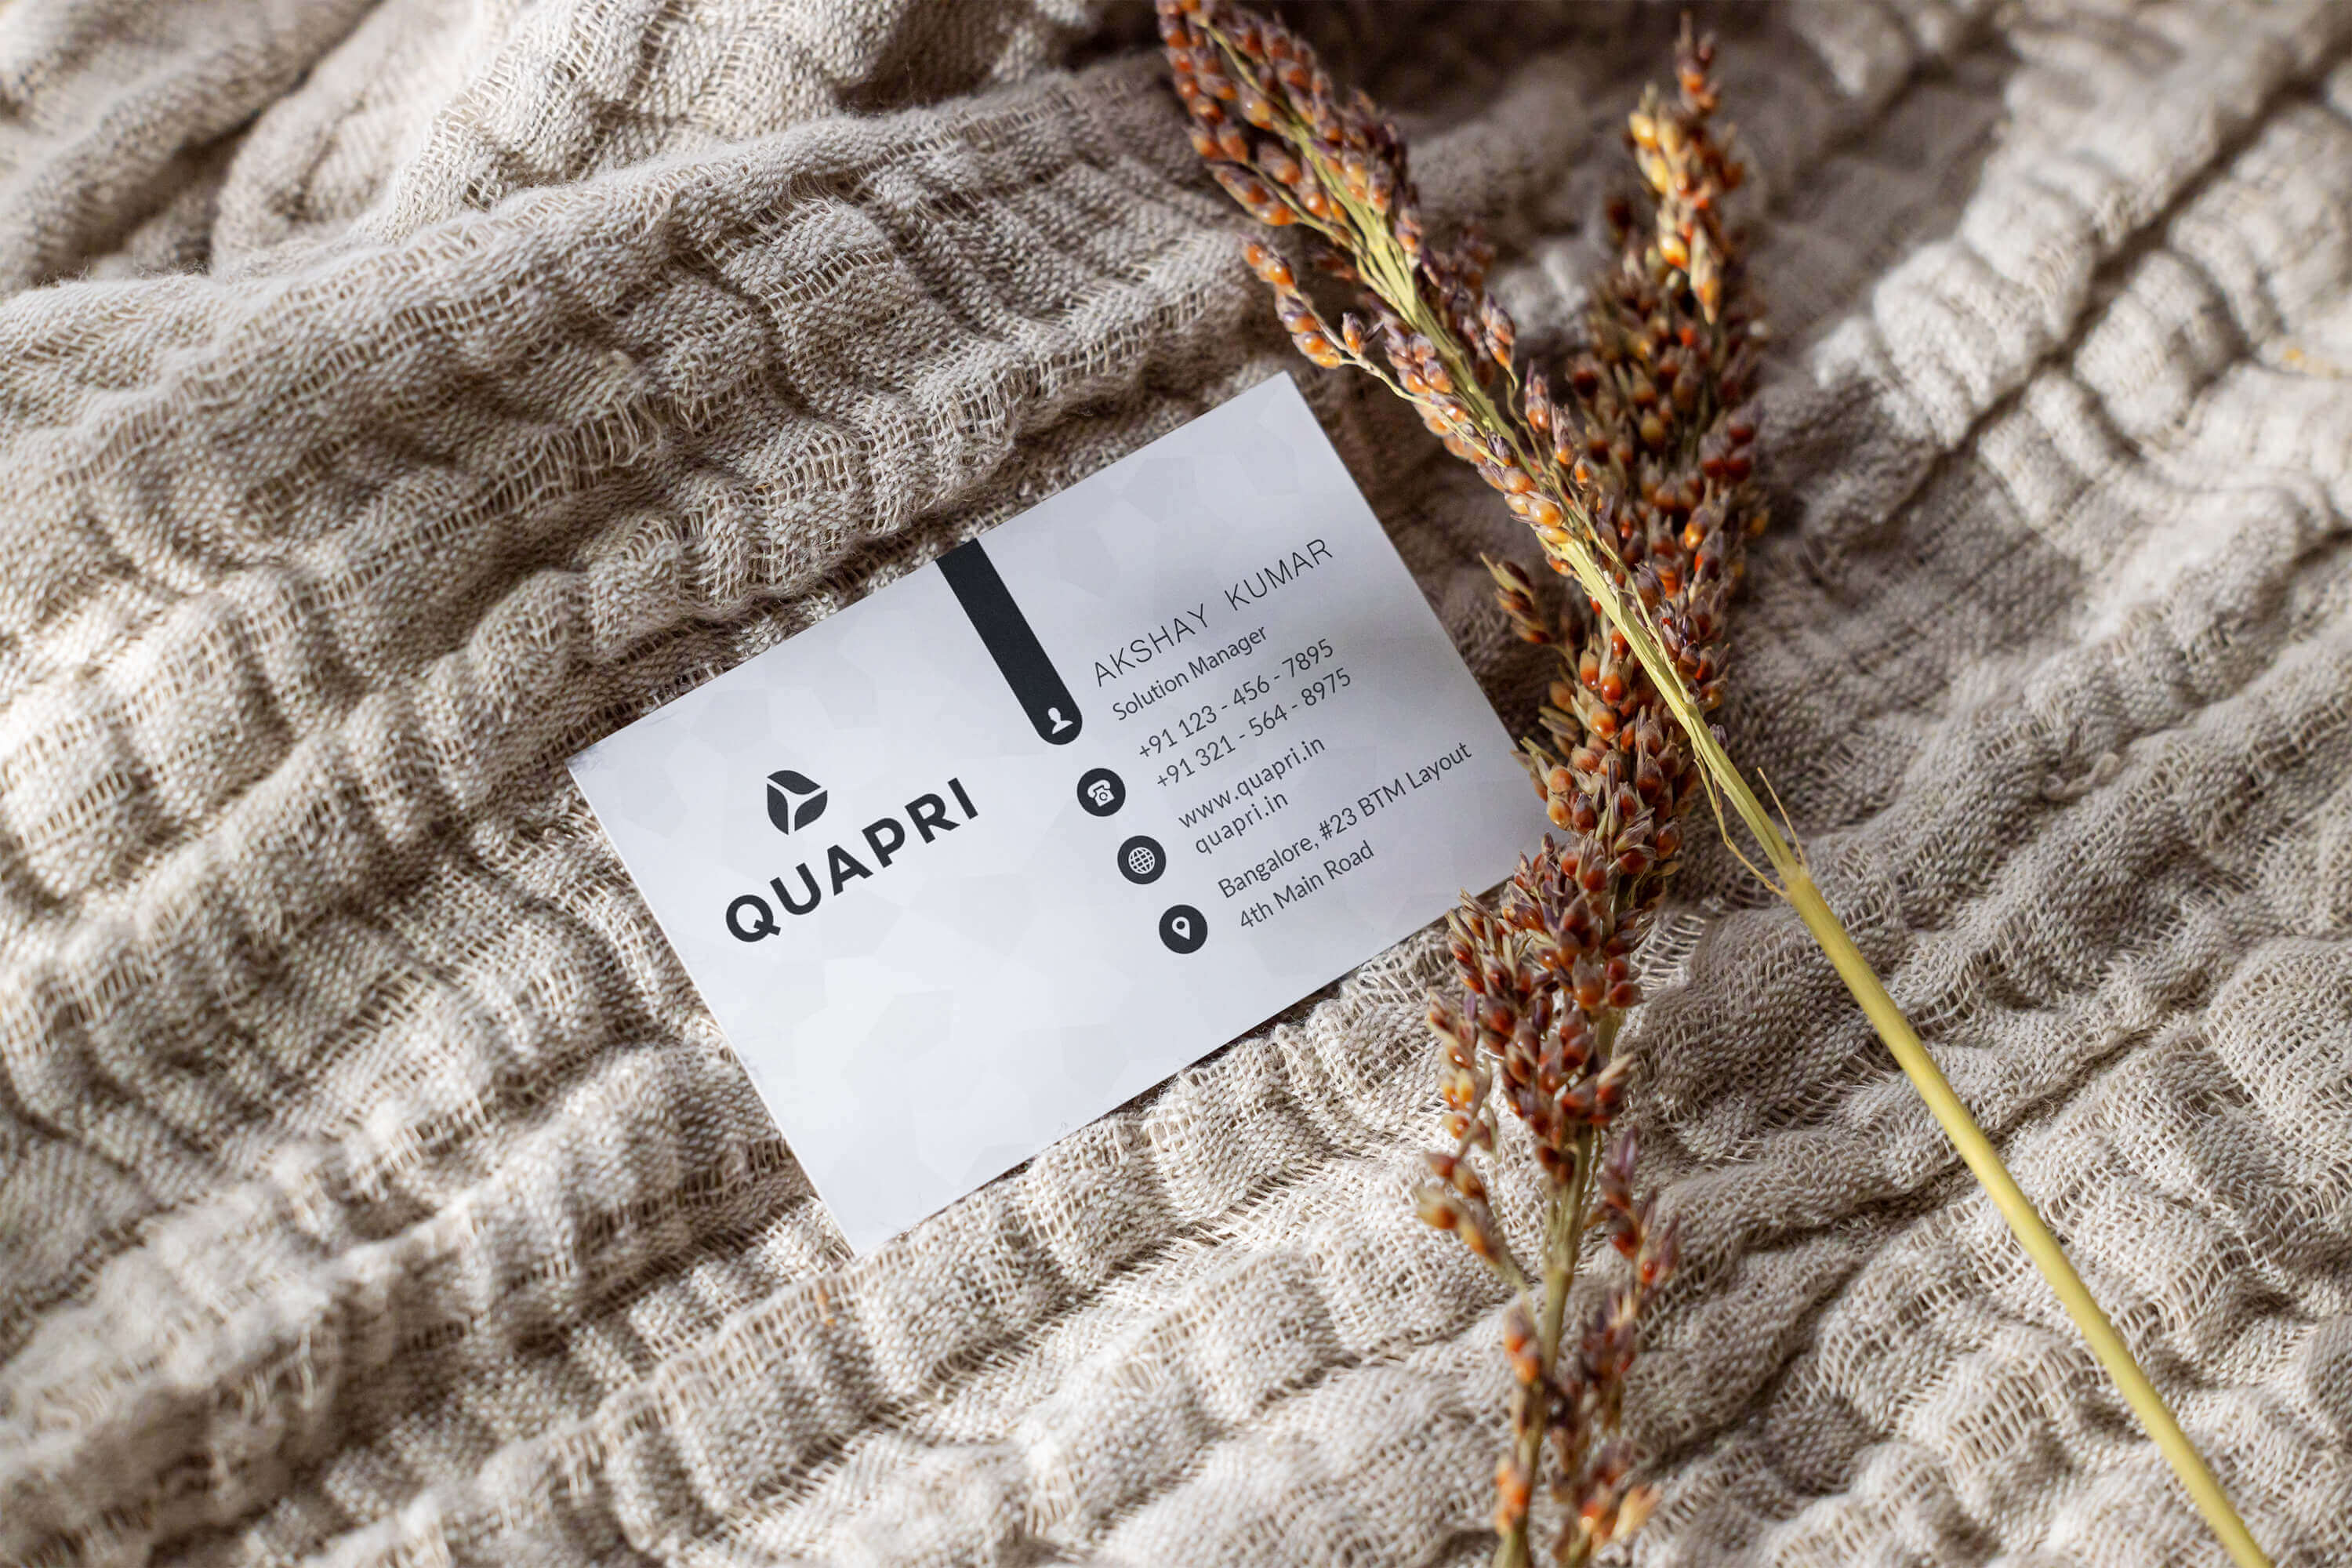 QUAPRI
AKSHAY KUMAR
Solution Manager
+91 123 - 456 - 7895
+91 321 - 564 - 8975
www.quapri.in
quapri.in
Bangalore, #23 BTM Layout
4th Main Road